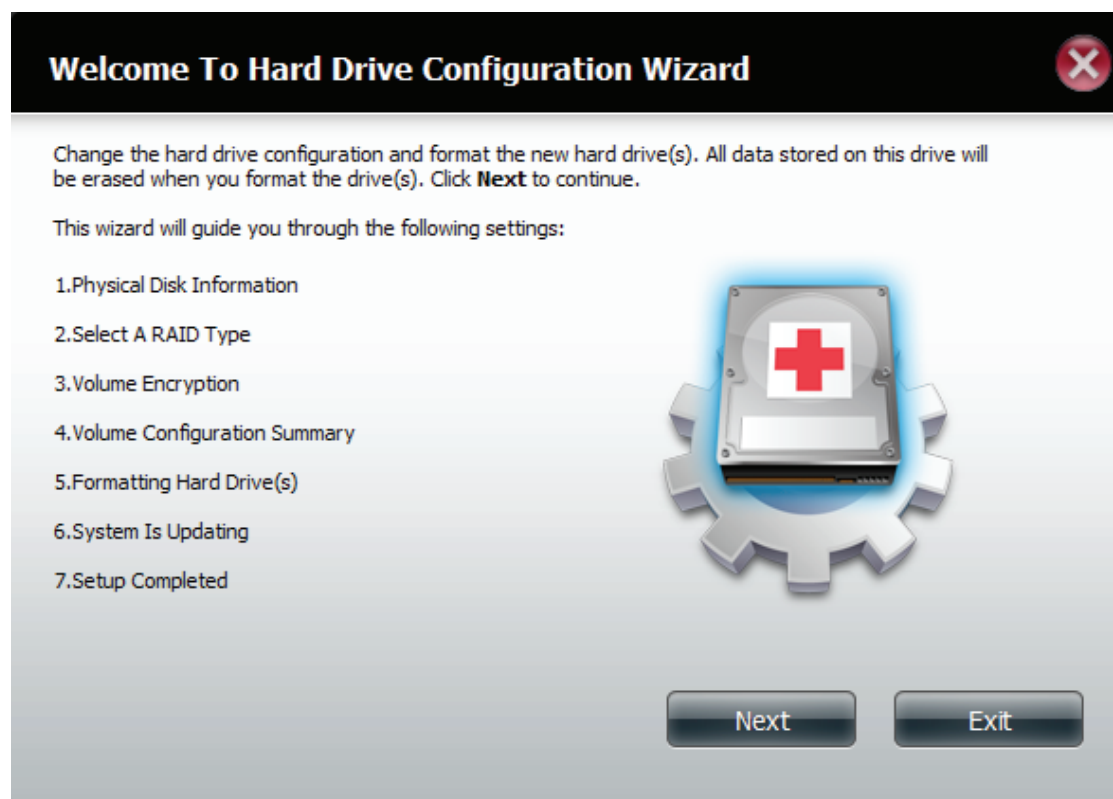 Welcome To Hard Drive Configuration Wizard
Change the hard drive configuration and format the new hard drive(s). All data stored on this drive will
be erased when you format the drive(s). Click Next to continue.
This wizard will guide you through the following settings:
1.Physical Disk Information
2.Select A RAID Type
3.Volume Encryption
4.Volume Configuration Summary
5.Formatting Hard Drive(s)
6.System Is Updating
7.Setup Completed
Next
Exit